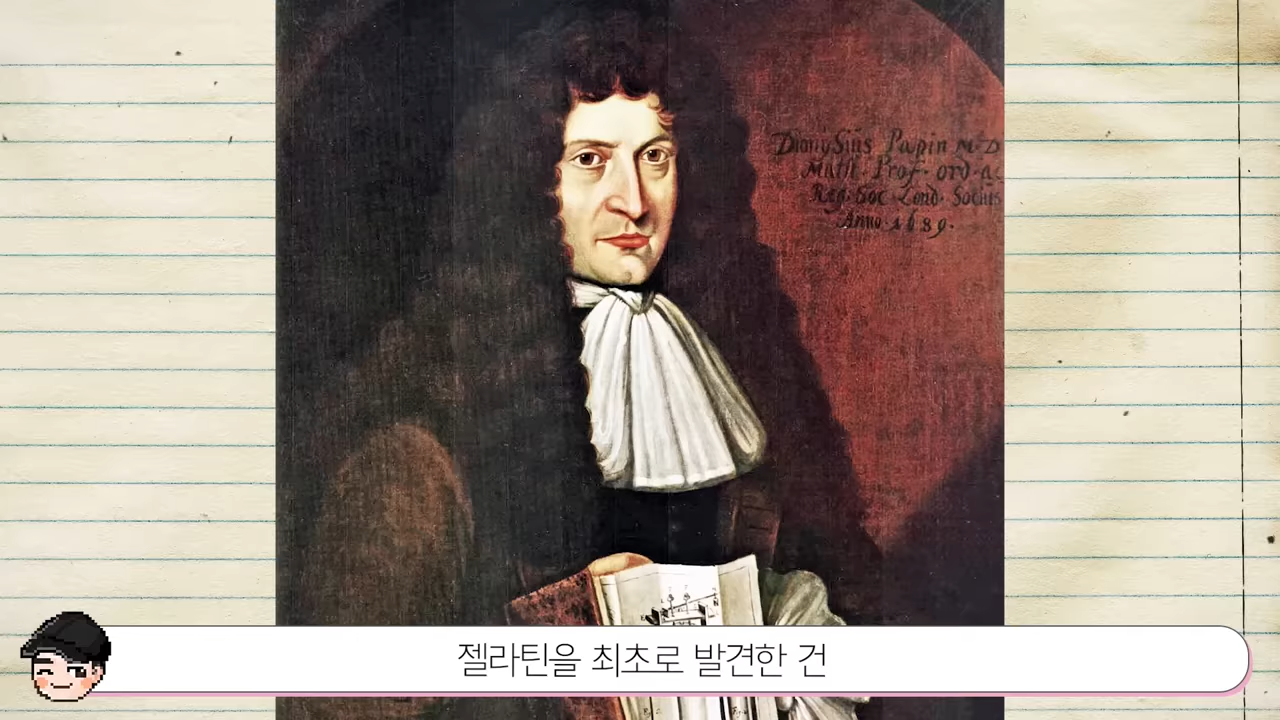 Dionysius Papin M·D
Math. Prof. ord. a.
Reg. Soc. Lond. Socius
Anno 1689.
젤라틴을 최초로 발견한 건